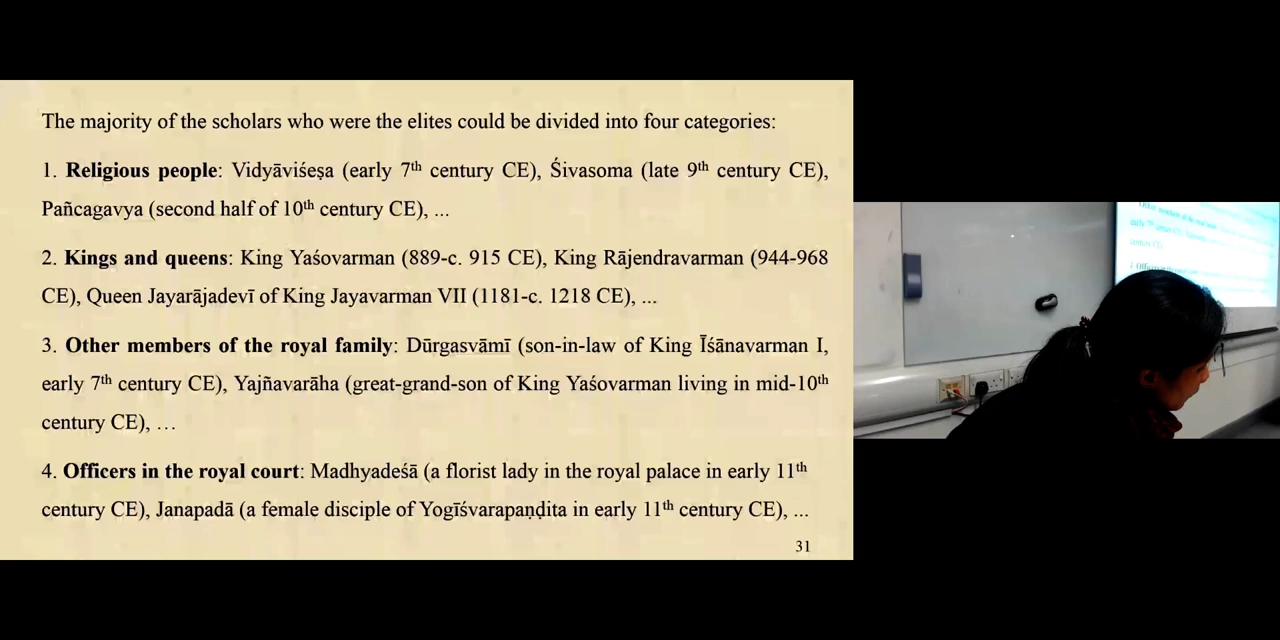 The majority of the scholars who were the elites could be divided into four categories:
1. Religious people: Vidyāviśeṣa (early 7th century CE), Śivasoma (late 9th century CE),
Pañcagavya (second half of 10th century CE), ...
2. Kings and queens: King Yaśovarman (889-c. 915 CE), King Rājendravarman (944-968
CE), Queen Jayarājadevī of King Jayavarman VII (1181-c. 1218 CE), ...
3. Other members of the royal family: Dūrgasvāmī (son-in-law of King Īśānavarman I,
early 7th century CE), Yajñavarāha (great-grand-son of King Yaśovarman living in mid-10th
century CE), …
4. Officers in the royal court: Madhyadeśā (a florist lady in the royal palace in early 11th
century CE), Janapadā (a female disciple of Yogīśvarapaṇḍita in early 11th century CE), ...
31